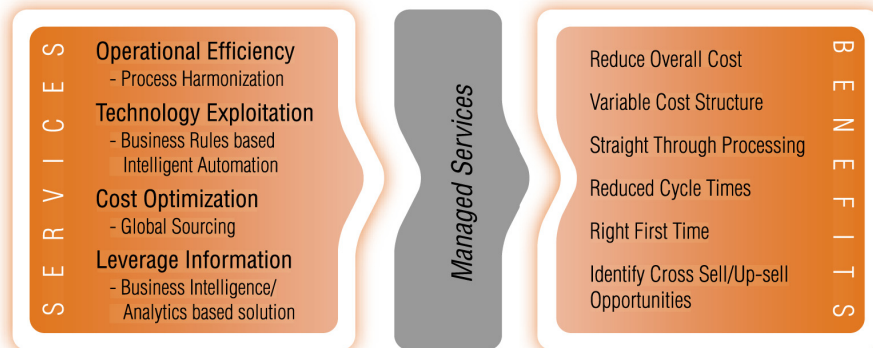 SERVICES
Operational Efficiency
- Process Harmonization
Technology Exploitation
- Business Rules based
Intelligent Automation
Cost Optimization
- Global Sourcing
Leverage Information
- Business Intelligence/
Analytics based solution
Managed Services
Reduce Overall Cost
Variable Cost Structure
Straight Through Processing
Reduced Cycle Times
Right First Time
Identify Cross Sell/Up-sell
Opportunities
BENEFITS